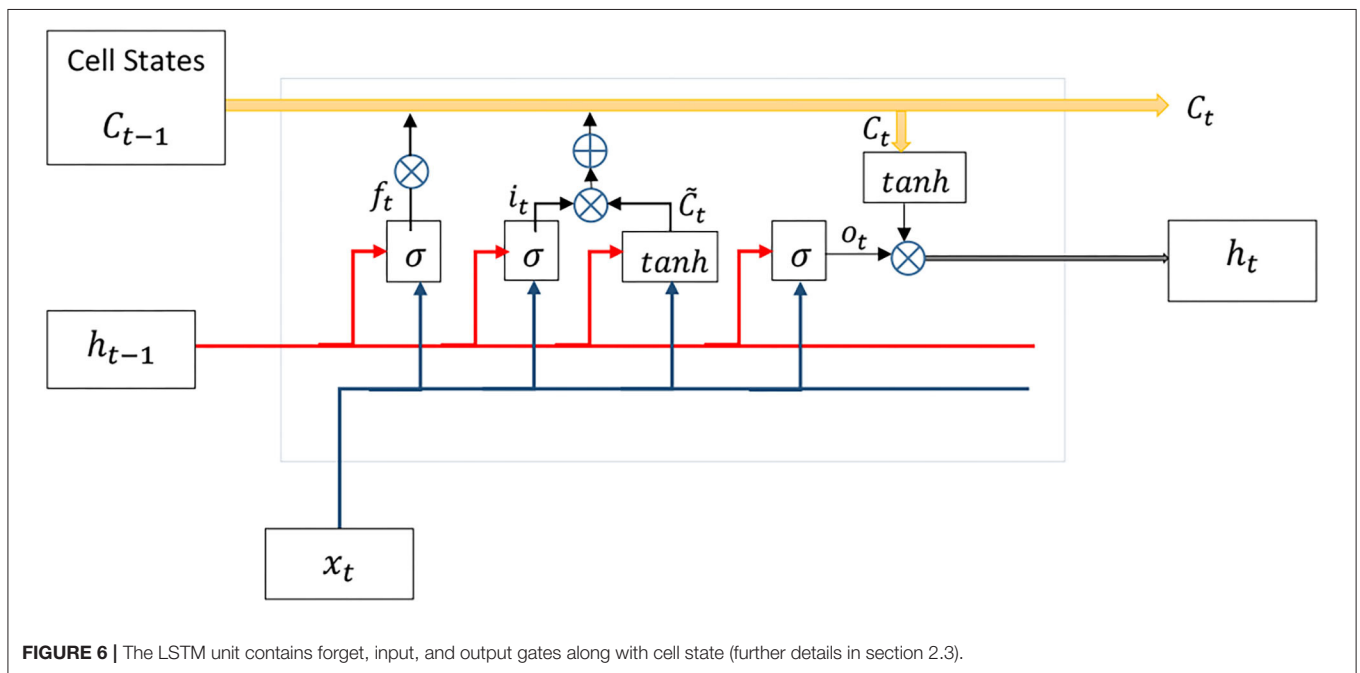 Cell States
C_{t−1}
C_t
C_t
tanh
f_t
i_t
C̃_t
σ
σ
tanh
σ
o_t
h_t
h_{t−1}
x_t
FIGURE 6 | The LSTM unit contains forget, input, and output gates along with cell state (further details in section 2.3).